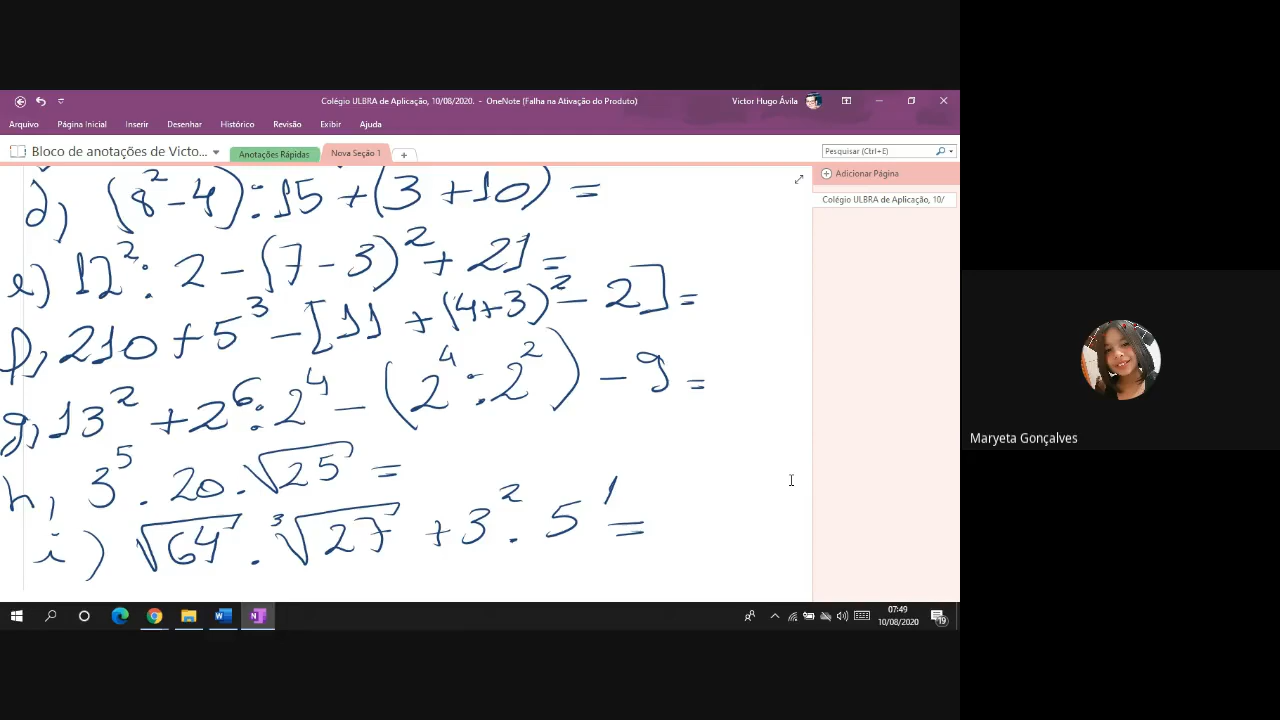 Colégio ULBRA de Aplicação, 10/08/2020. - OneNote (Falha na Ativação do Produto)
Victor Hugo Ávila
Arquivo Página Inicial Inserir Desenhar Histórico Revisão Exibir Ajuda
Bloco de anotações de Victo...
Anotações Rápidas
Nova Seção 1
Pesquisar (Ctrl+E)
Adicionar Página
Colégio ULBRA de Aplicação, 10/
d) (8² - 4) : 15 + (3 + 10) =
e) 12² : 2 - (7 - 3)² + 21 =
f) 210 + 5³ - [11 + (4+3)² - 2] =
g) 13² + 2⁶ : 2⁴ - (2⁴ : 2²) - 9 =
h) 3⁵ . 20 . √25 =
i) √64 . ³√27 + 3² . 5¹ =
Maryeta Gonçalves
07:49
10/08/2020
19